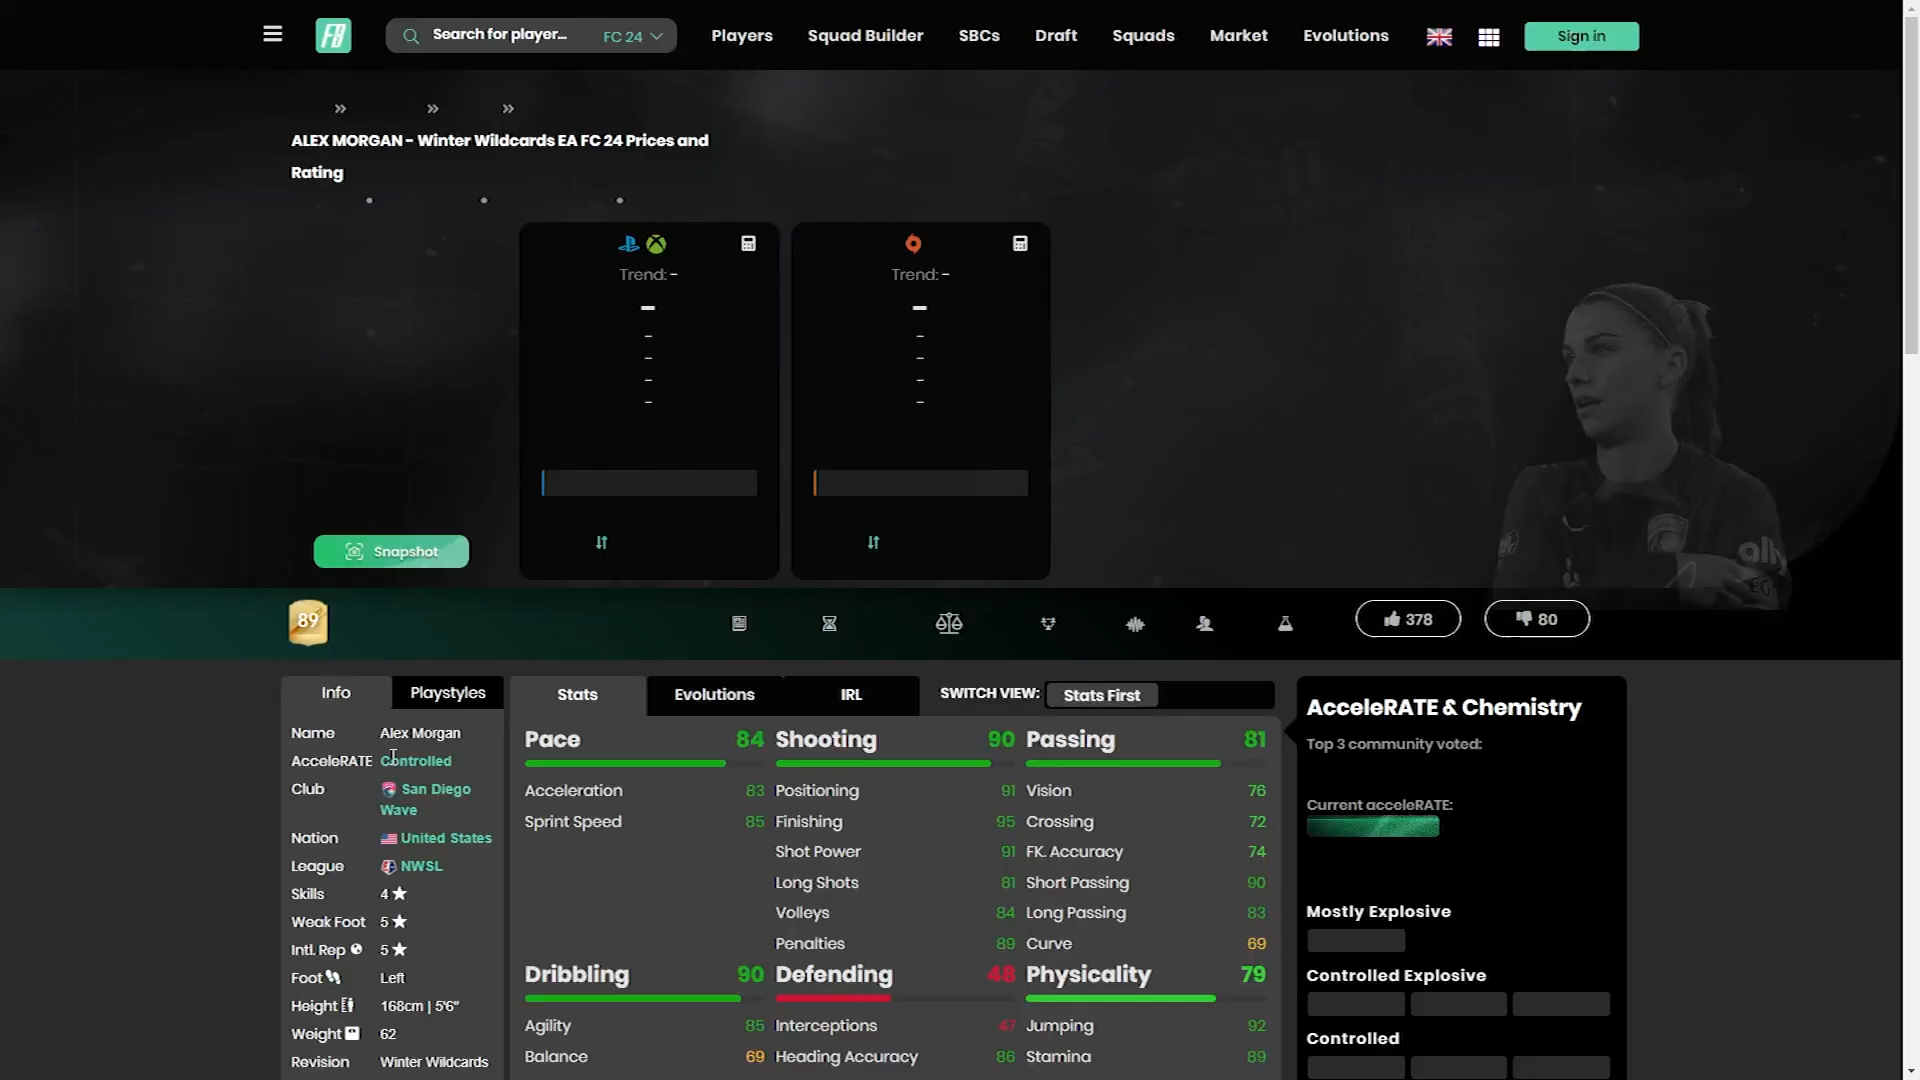 FB
Search for player...
FC 24
Players
Squad Builder
SBCs
Draft
Squads
Market
Evolutions
Sign in
» » »
ALEX MORGAN - Winter Wildcards EA FC 24 Prices and
Rating
• • •
Trend: -
-
-
-
-
-
Trend: -
-
-
-
-
-
ally
Snapshot
89
378
80
Info
Playstyles
Name Alex Morgan
AcceleRATE Controlled
Club San Diego
Wave
Nation United States
League NWSL
Skills 4 ★
Weak Foot 5 ★
Intl. Rep 5 ★
Foot Left
Height 168cm | 5'6"
Weight 62
Revision Winter Wildcards
Stats
Evolutions
IRL
SWITCH VIEW: Stats First
Pace 84
Acceleration 83
Sprint Speed 85
Shooting 90
Positioning 91
Finishing 95
Shot Power 91
Long Shots 81
Volleys 84
Penalties 89
Passing 81
Vision 76
Crossing 72
FK. Accuracy 74
Short Passing 90
Long Passing 83
Curve 69
Dribbling 90
Agility 85
Balance 69
Defending 48
Interceptions 47
Heading Accuracy 86
Physicality 79
Jumping 92
Stamina 89
AcceleRATE & Chemistry
Top 3 community voted:
Current acceleRATE:
Mostly Explosive
Controlled Explosive
Controlled